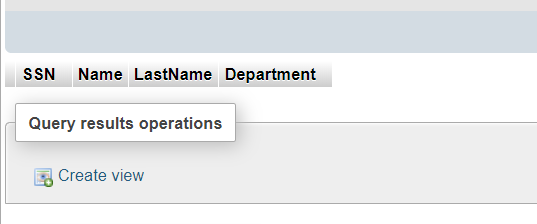 SSN Name LastName Department
Query results operations
Create view